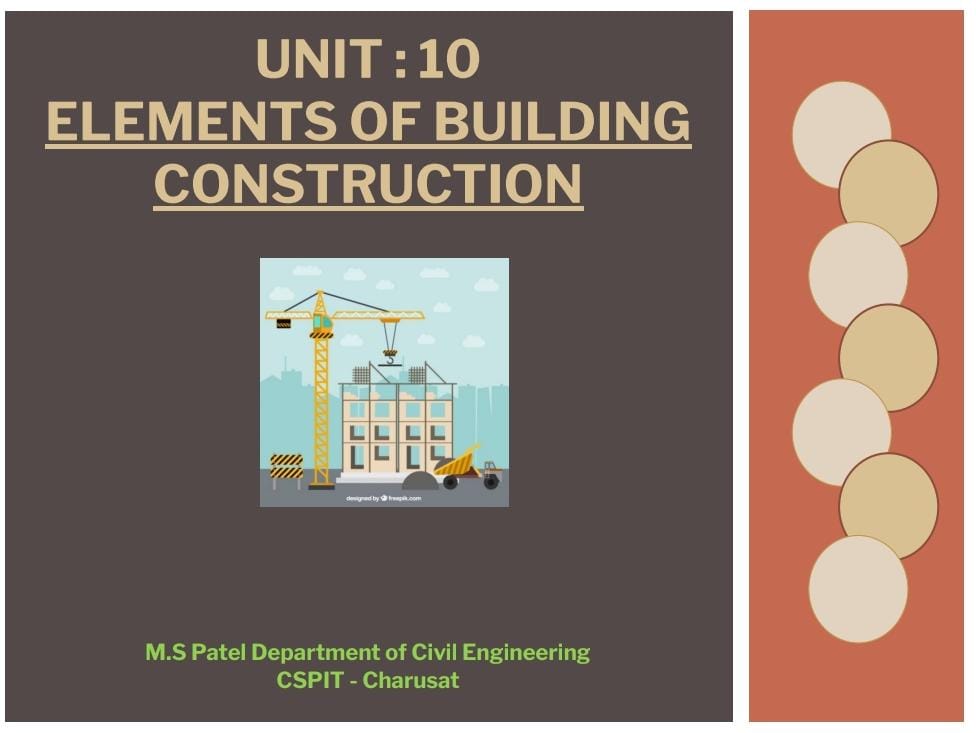 UNIT : 10
ELEMENTS OF BUILDING
CONSTRUCTION
designed by freepik.com
M.S Patel Department of Civil Engineering
CSPIT - Charusat